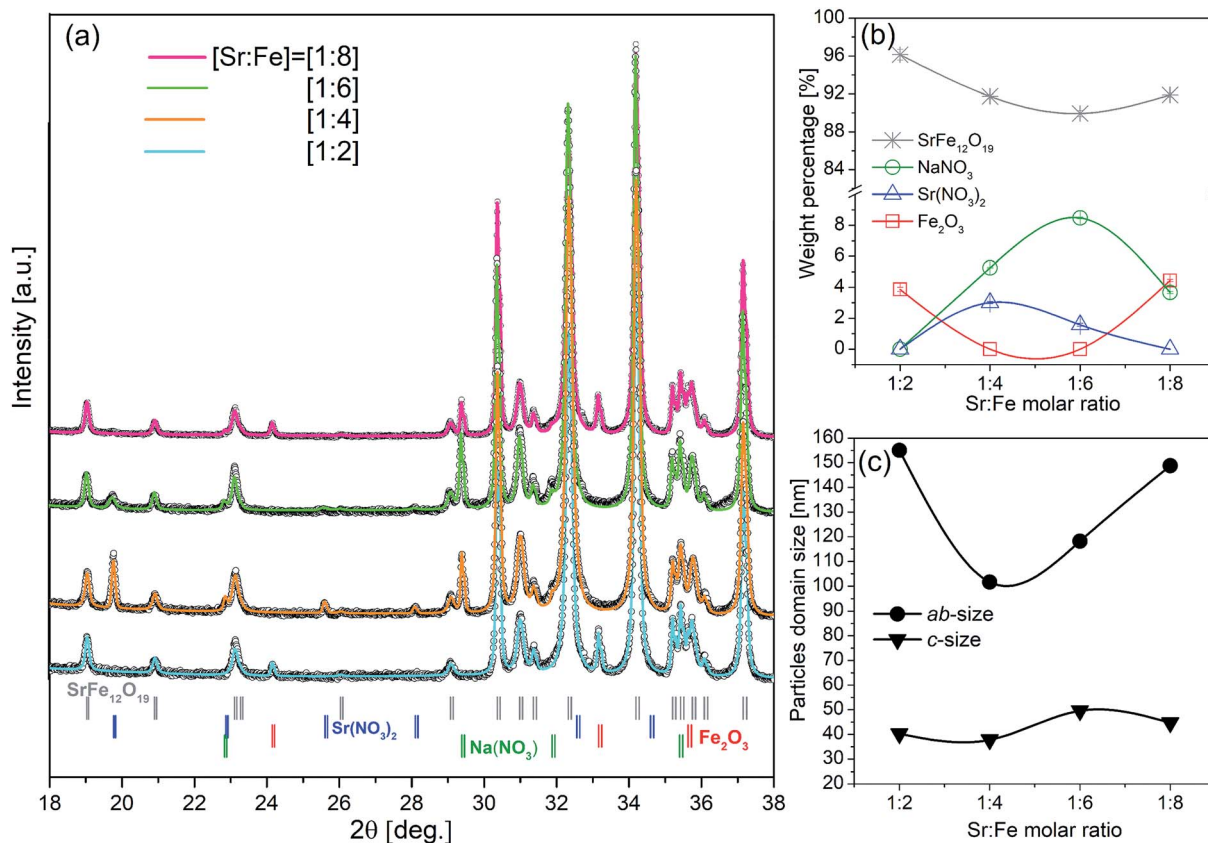 (a)
[Sr:Fe]=[1:8]
[1:6]
[1:4]
[1:2]
Intensity [a.u.]
SrFe₁₂O₁₉
Sr(NO₃)₂
Na(NO₃)
Fe₂O₃
18 20 22 24 26 28 30 32 34 36 38
2θ [deg.]
(b)
100
96
92
88
84
8
6
4
2
0
Weight percentage [%]
SrFe₁₂O₁₉
NaNO₃
Sr(NO₃)₂
Fe₂O₃
1:2 1:4 1:6 1:8
Sr:Fe molar ratio
(c)
160
150
140
130
120
110
100
90
80
70
60
50
40
30
20
Particles domain size [nm]
ab-size
c-size
1:2 1:4 1:6 1:8
Sr:Fe molar ratio